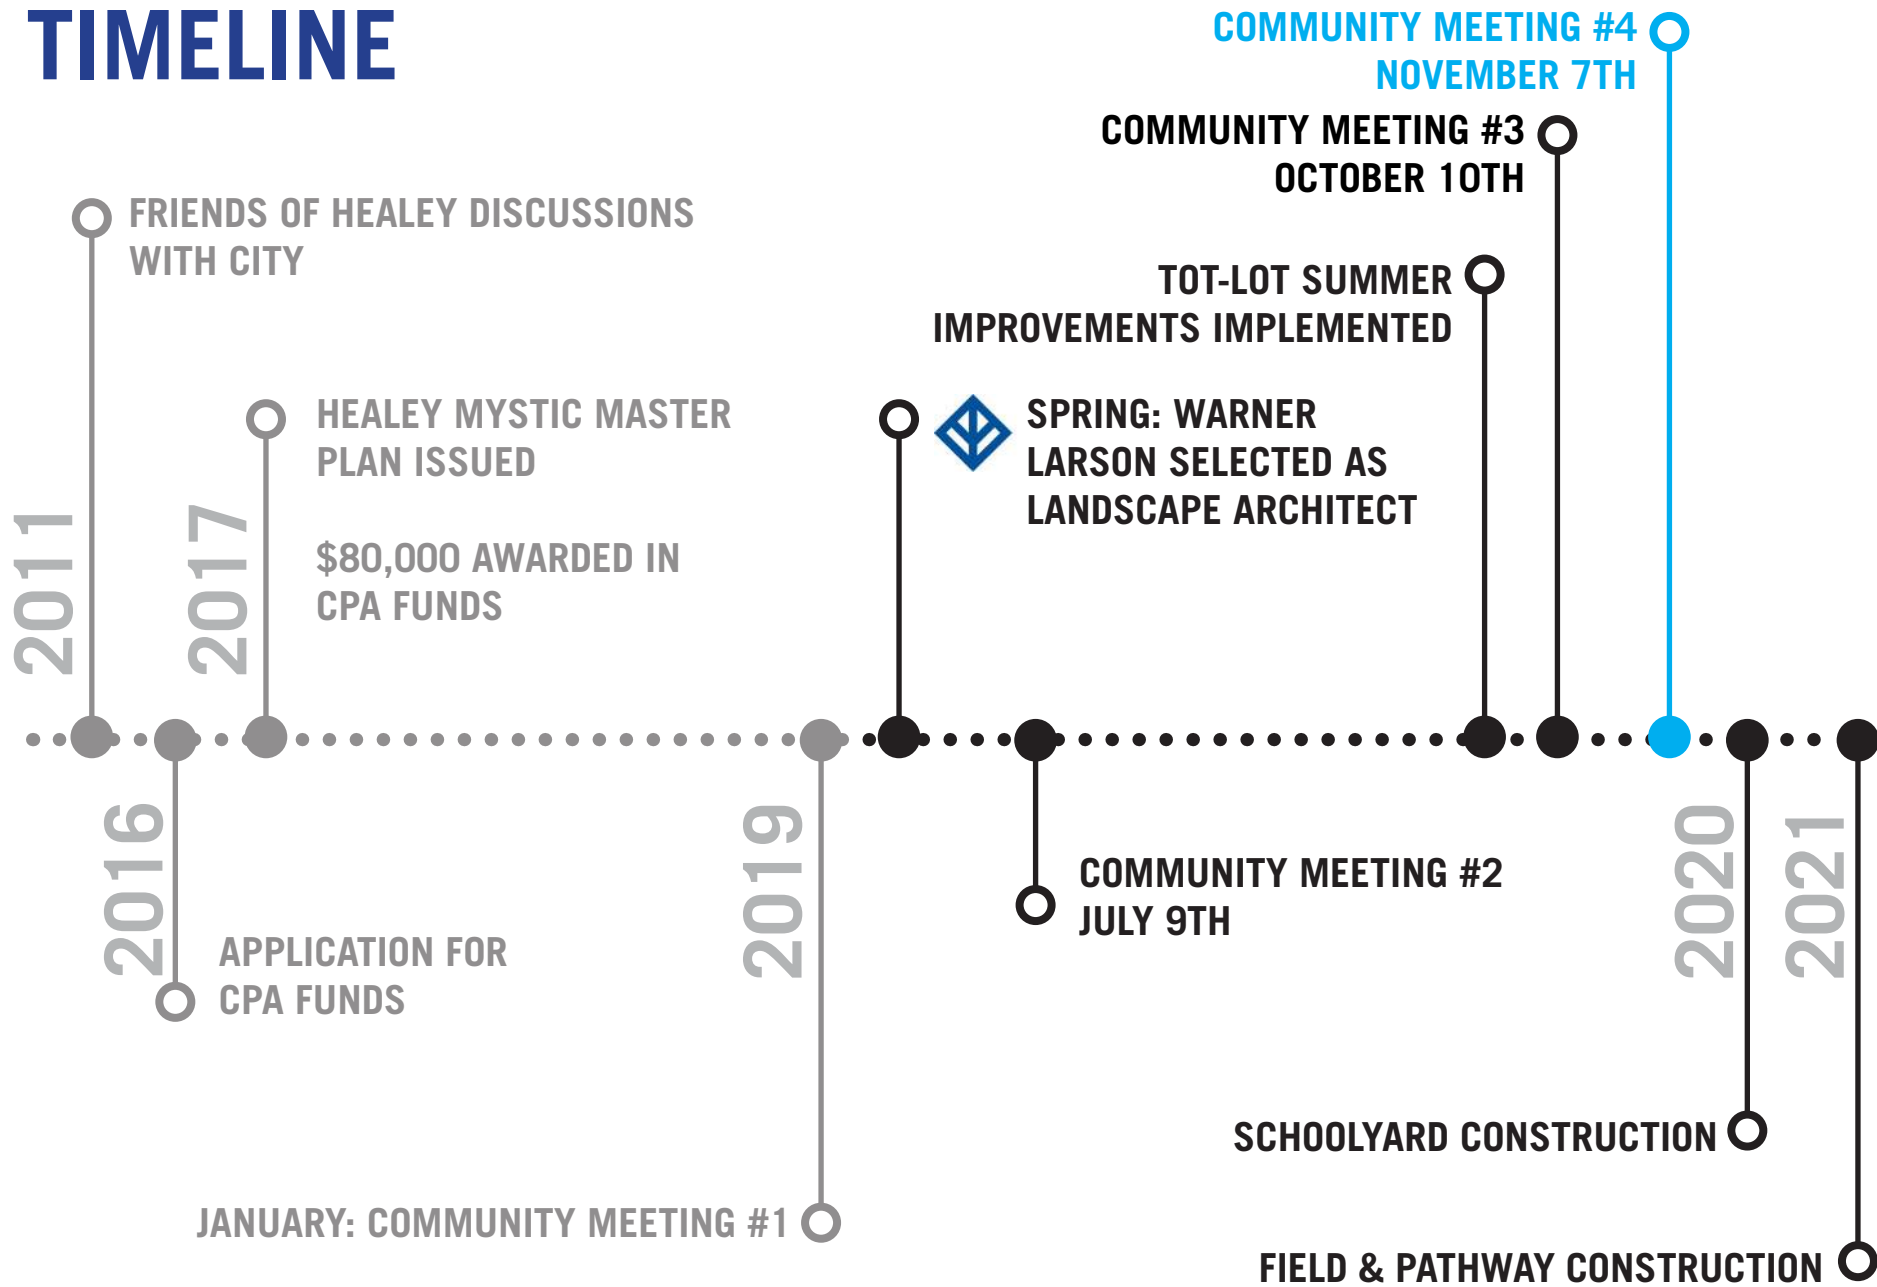 TIMELINE
COMMUNITY MEETING #4
NOVEMBER 7TH
COMMUNITY MEETING #3
OCTOBER 10TH
FRIENDS OF HEALEY DISCUSSIONS
WITH CITY
TOT-LOT SUMMER
IMPROVEMENTS IMPLEMENTED
HEALEY MYSTIC MASTER
PLAN ISSUED
$80,000 AWARDED IN
CPA FUNDS
SPRING: WARNER
LARSON SELECTED AS
LANDSCAPE ARCHITECT
2011
2017
2016
2019
2020
2021
APPLICATION FOR
CPA FUNDS
COMMUNITY MEETING #2
JULY 9TH
SCHOOLYARD CONSTRUCTION
JANUARY: COMMUNITY MEETING #1
FIELD & PATHWAY CONSTRUCTION